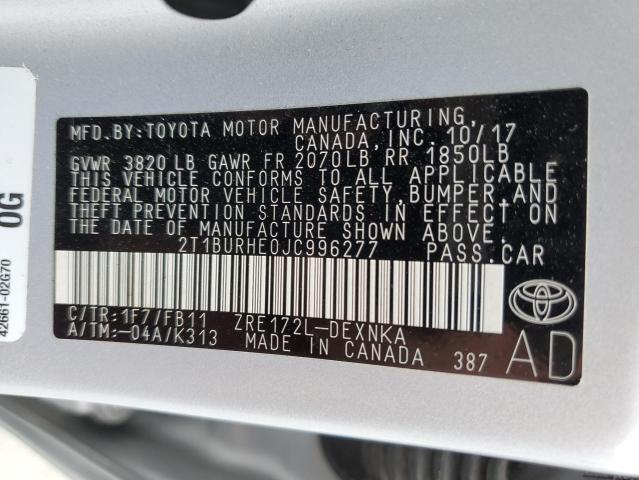 MFD. BY: TOYOTA MOTOR MANUFACTURING,
CANADA, INC. 10/17
GVWR 3820 LB GAWR FR 2070LB RR 1850LB
THIS VEHICLE CONFORMS TO ALL APPLICABLE
FEDERAL MOTOR VEHICLE SAFETY, BUMPER, AND
THEFT PREVENTION STANDARDS IN EFFECT ON
THE DATE OF MANUFACTURE SHOWN ABOVE.
2T1BURHE0JC996277 PASS.CAR
C/TR:1F7/FB11 ZRE172L-DEXNKA
A/TM:-04A/K313 MADE IN CANADA 387
AD
TOYOTA
42661-02G70
0G